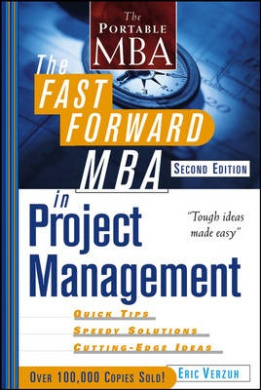 The
PORTABLE
MBA
The
FAST
FORWARD
MBA
SECOND EDITION
in
Project
Management
"Tough ideas
made easy"
QUICK TIPS
SPEEDY SOLUTIONS
CUTTING-EDGE IDEAS
OVER 100,000 COPIES SOLD!
ERIC VERZUH